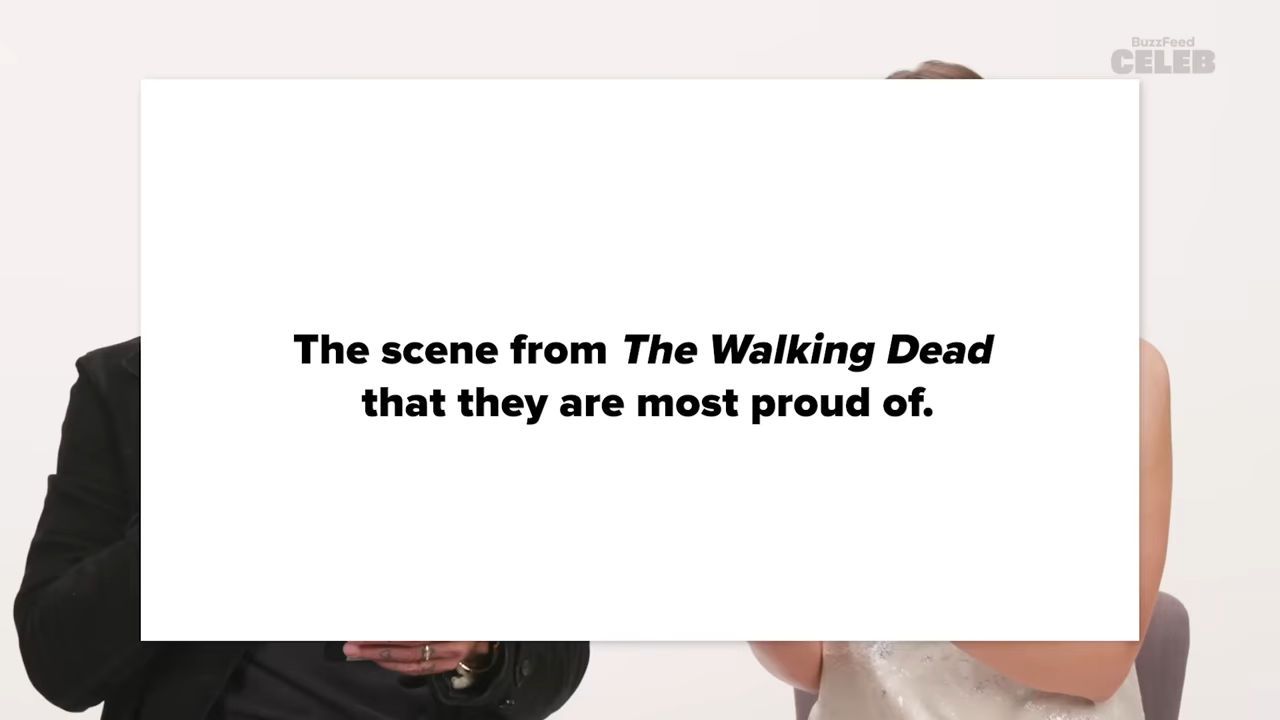 BuzzFeed
CELEB
The scene from The Walking Dead
that they are most proud of.